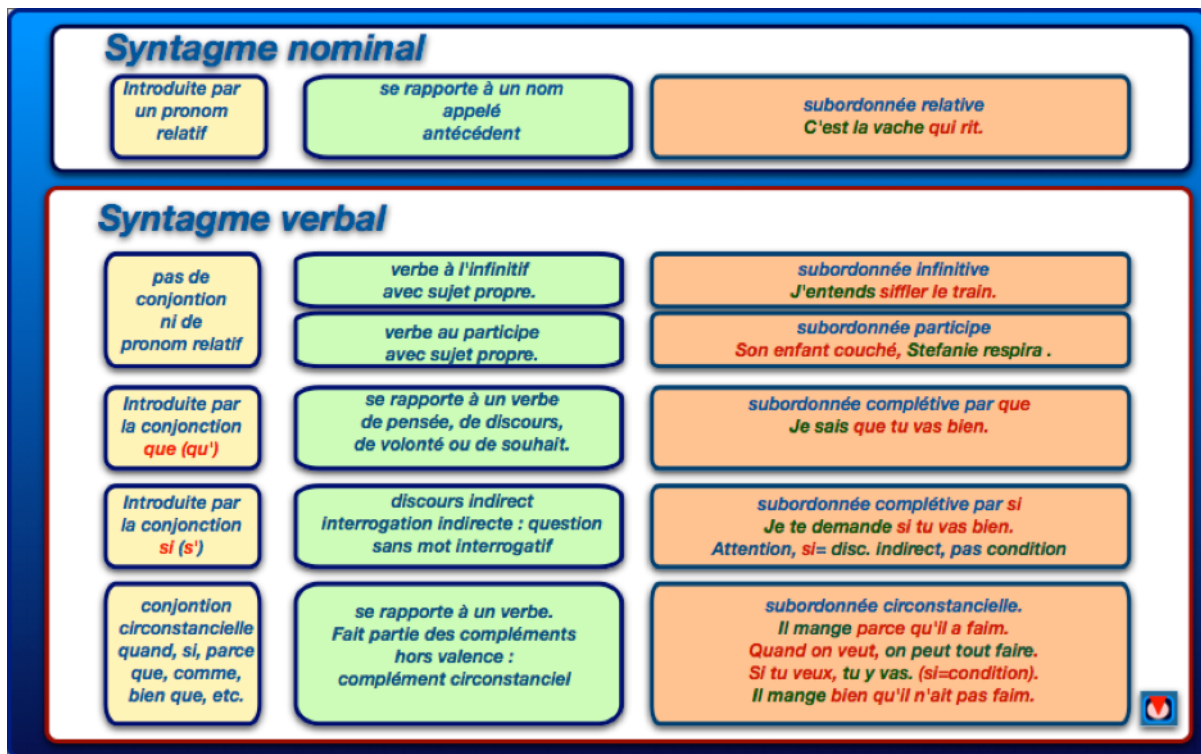 Syntagme nominal
Introduite par
un pronom
relatif
se rapporte à un nom
appelé
antécédent
subordonnée relative
C'est la vache qui rit.
Syntagme verbal
pas de
conjontion
ni de
pronom relatif
verbe à l'infinitif
avec sujet propre.
subordonnée infinitive
J'entends siffler le train.
verbe au participe
avec sujet propre.
subordonnée participe
Son enfant couché, Stefanie respira .
Introduite par
la conjonction
que (qu')
se rapporte à un verbe
de pensée, de discours,
de volonté ou de souhait.
subordonnée complétive par que
Je sais que tu vas bien.
Introduite par
la conjonction
si (s')
discours indirect
interrogation indirecte : question
sans mot interrogatif
subordonnée complétive par si
Je te demande si tu vas bien.
Attention, si= disc. indirect, pas condition
conjontion
circonstancielle
quand, si, parce
que, comme,
bien que, etc.
se rapporte à un verbe.
Fait partie des compléments
hors valence :
complément circonstanciel
subordonnée circonstancielle.
Il mange parce qu'il a faim.
Quand on veut, on peut tout faire.
Si tu veux, tu y vas. (si=condition).
Il mange bien qu'il n'ait pas faim.